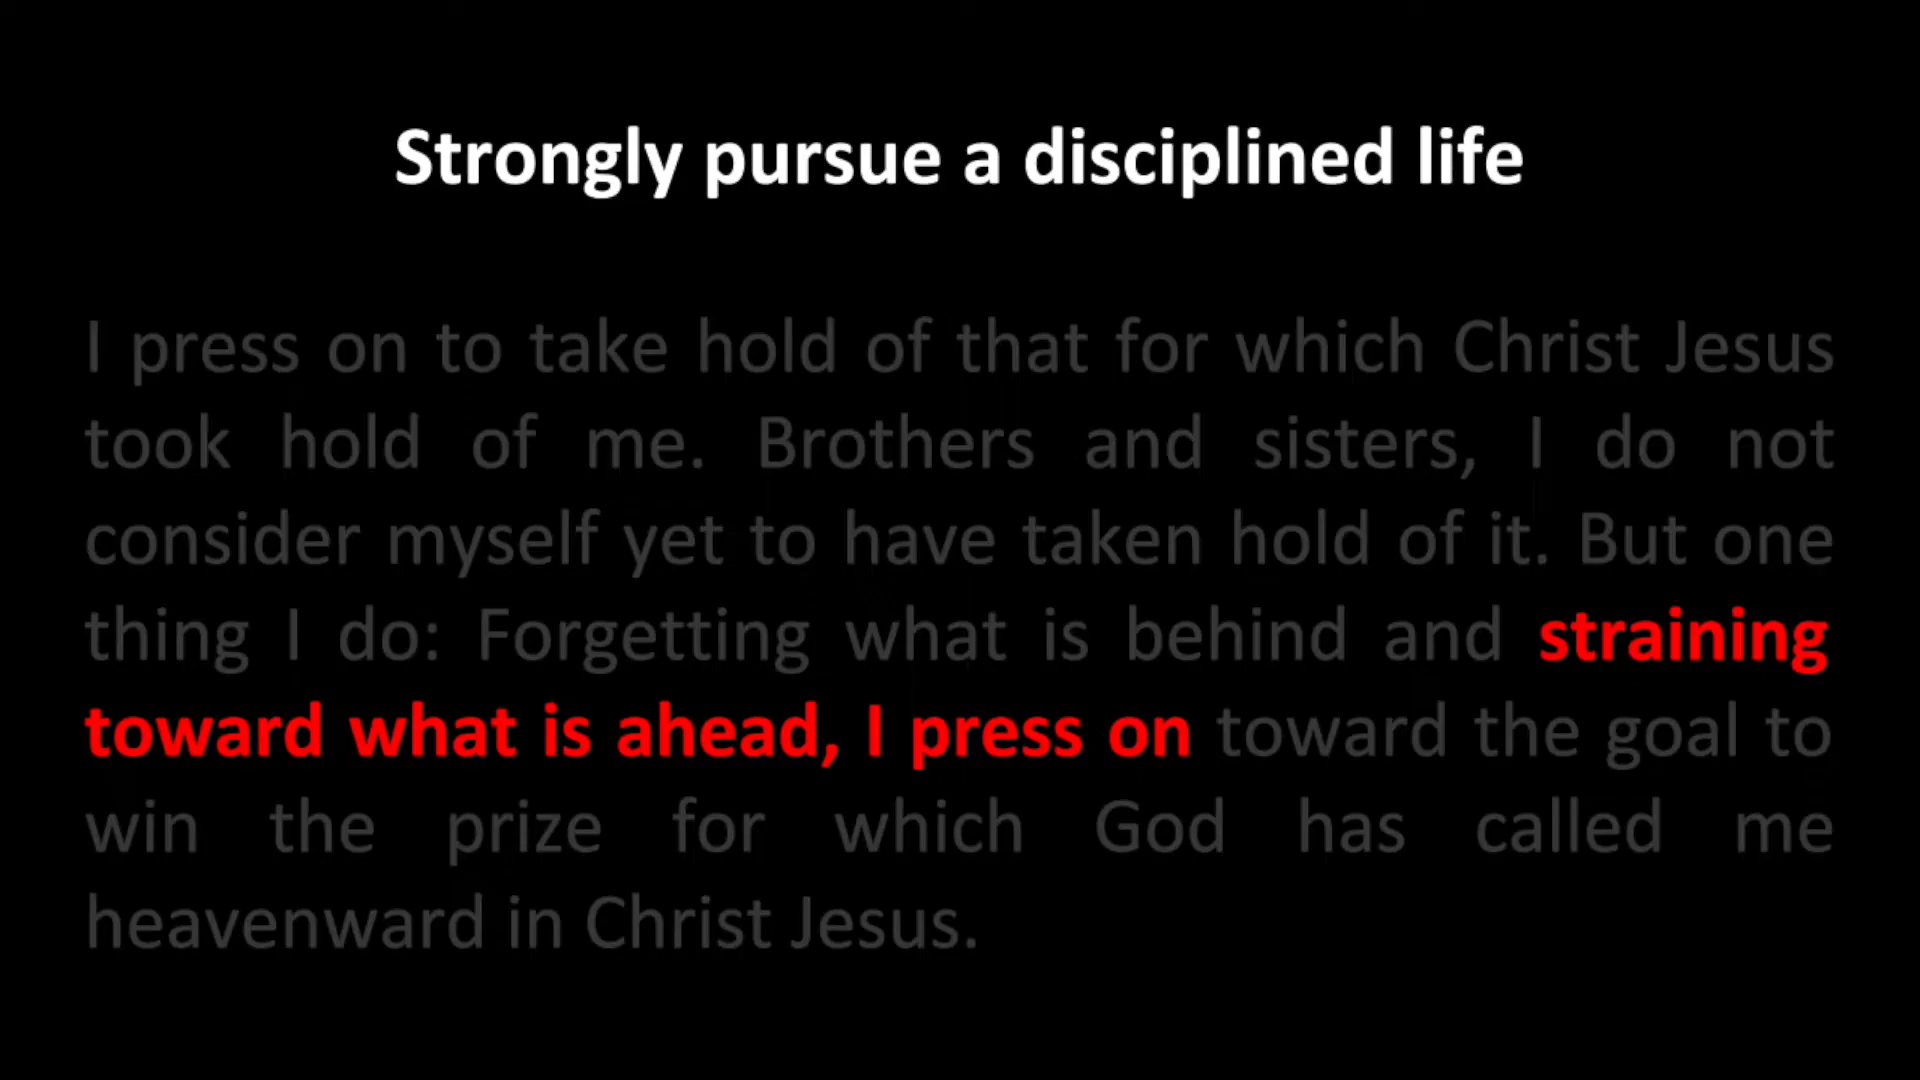 Strongly pursue a disciplined life
I press on to take hold of that for which Christ Jesus
took hold of me. Brothers and sisters, I do not
consider myself yet to have taken hold of it. But one
thing I do: Forgetting what is behind and straining
toward what is ahead, I press on toward the goal to
win the prize for which God has called me
heavenward in Christ Jesus.